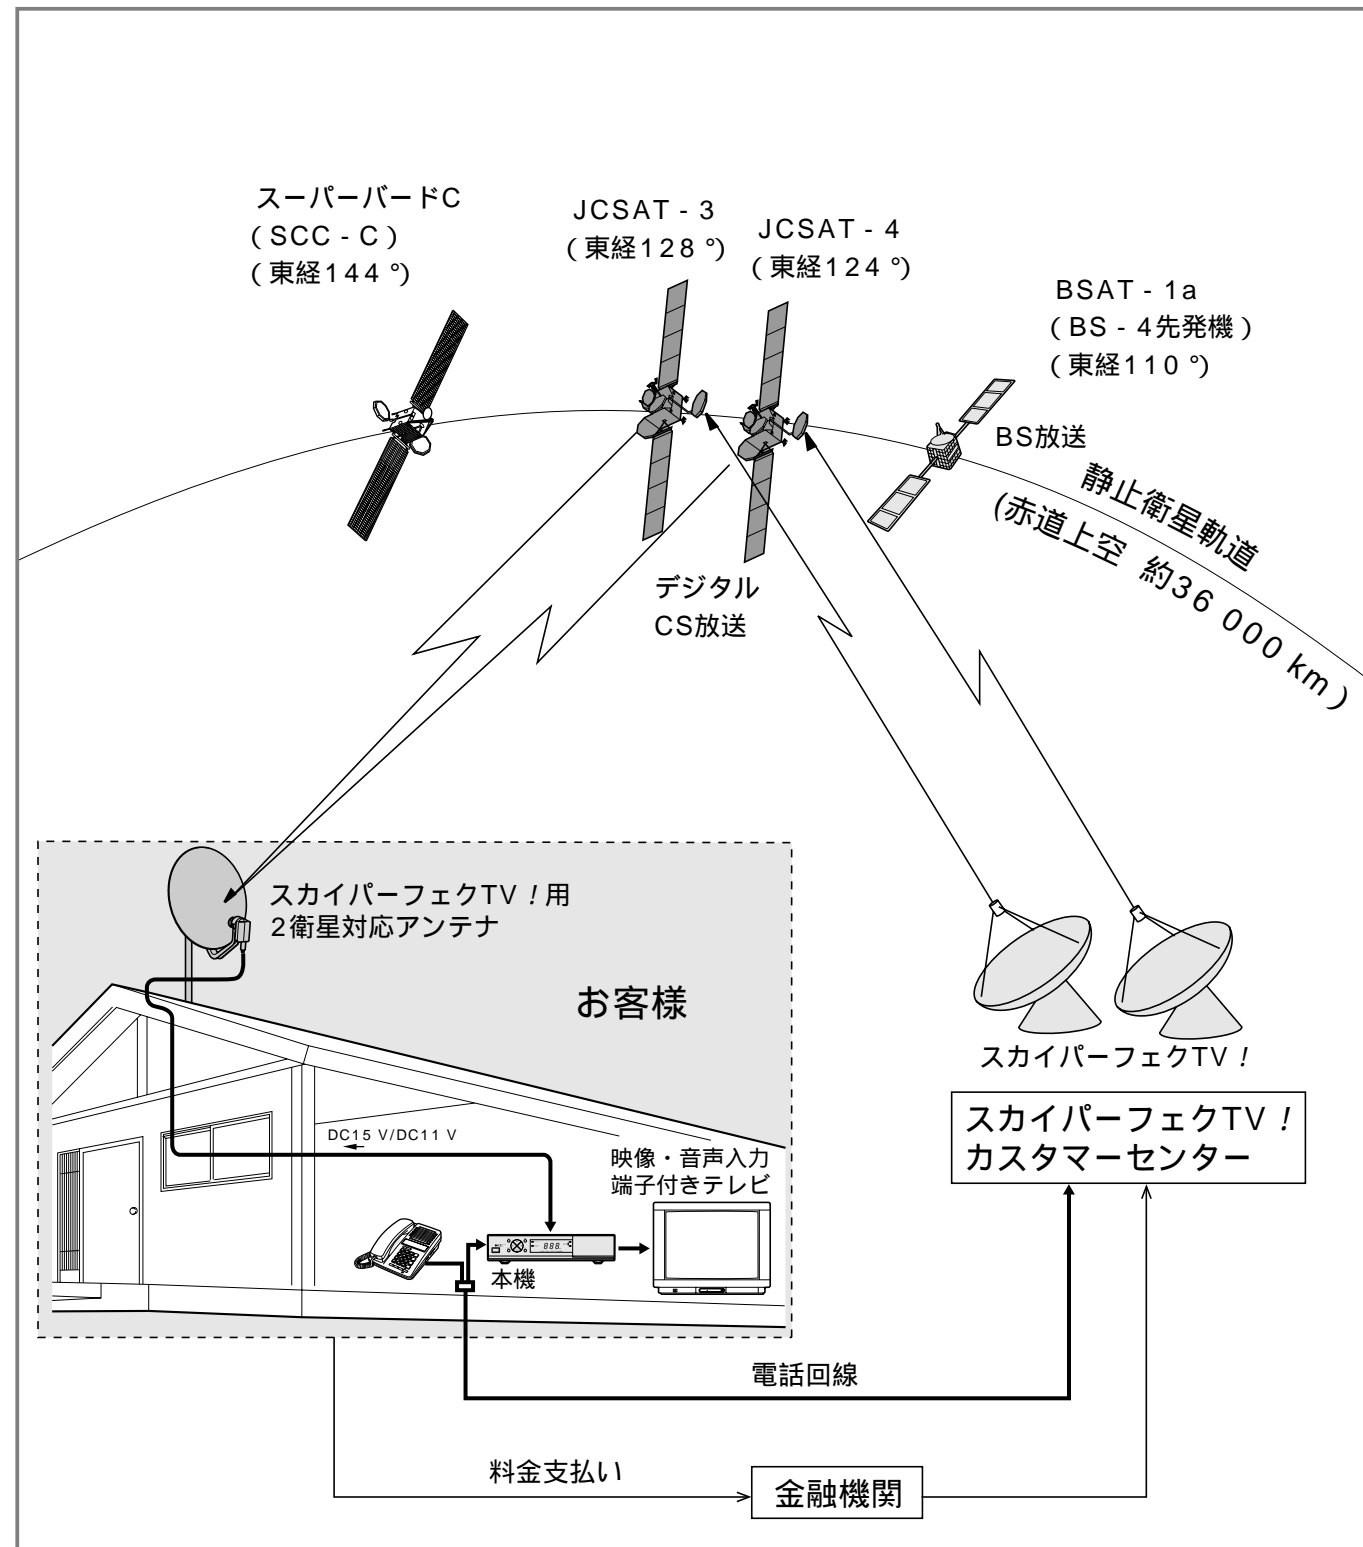 スーパーバードC
(SCC-C)
(東経144°)
JCSAT-3
(東経128°)
JCSAT-4
(東経124°)
BSAT-1a
(BS-4先発機)
(東経110°)
BS放送
静止衛星軌道
(赤道上空 約36 000 km)
デジタル
CS放送
スカイパーフェクTV!用
2衛星対応アンテナ
お客様
スカイパーフェクTV!
スカイパーフェクTV!
カスタマーセンター
DC15 V/DC11 V
映像・音声入力
端子付きテレビ
888
本機
電話回線
料金支払い
金融機関